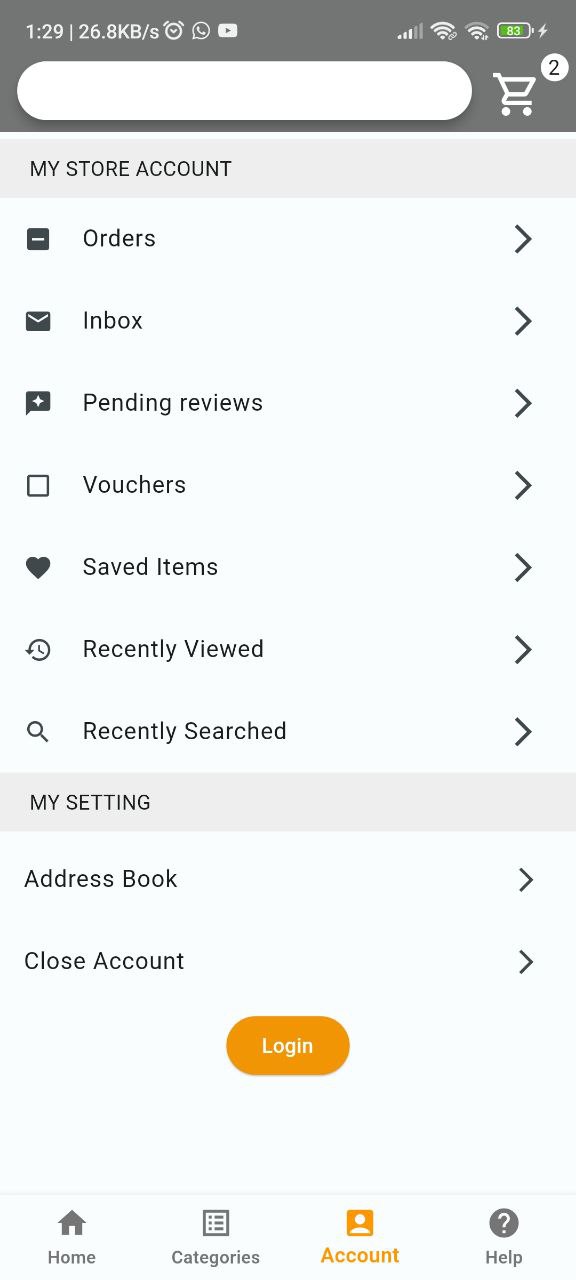 1:29 | 26.8KB/s 83
2
MY STORE ACCOUNT
Orders
Inbox
Pending reviews
Vouchers
Saved Items
Recently Viewed
Recently Searched
MY SETTING
Address Book
Close Account
Login
Home Categories Account Help